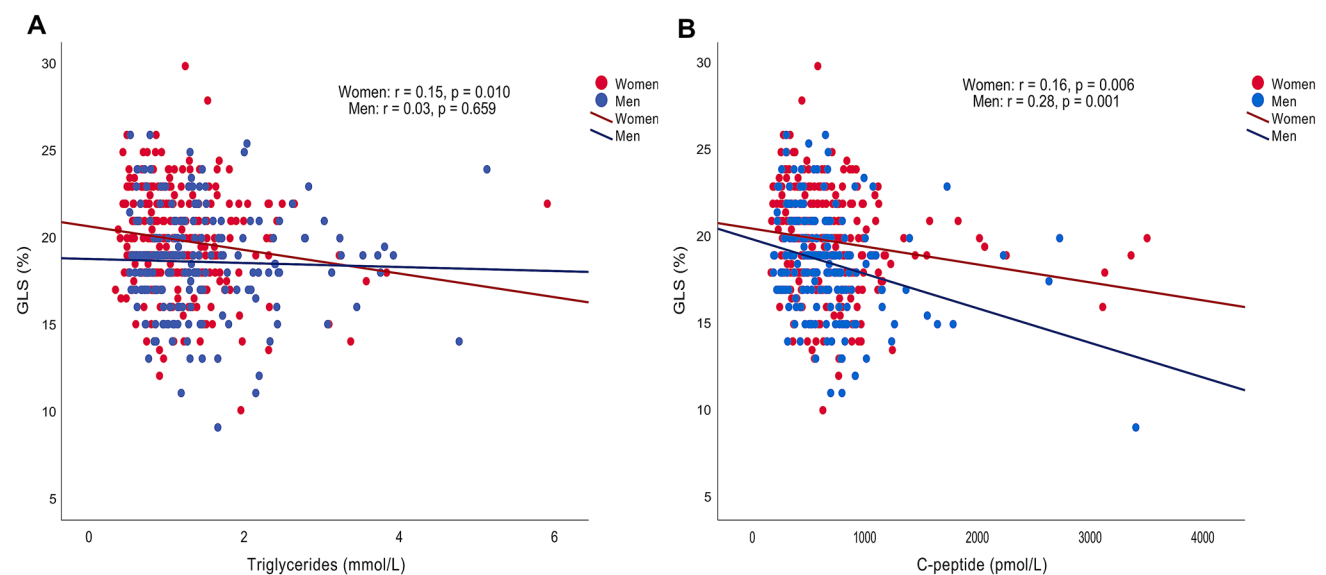 A
30
25
20
15
10
5
GLS (%)
0
2
4
6
Triglycerides (mmol/L)
Women: r = 0.15, p = 0.010
Men: r = 0.03, p = 0.659
Women
Men
Women
Men
B
30
25
20
15
10
5
GLS (%)
0
1000
2000
3000
4000
C-peptide (pmol/L)
Women: r = 0.16, p = 0.006
Men: r = 0.28, p = 0.001
Women
Men
Women
Men